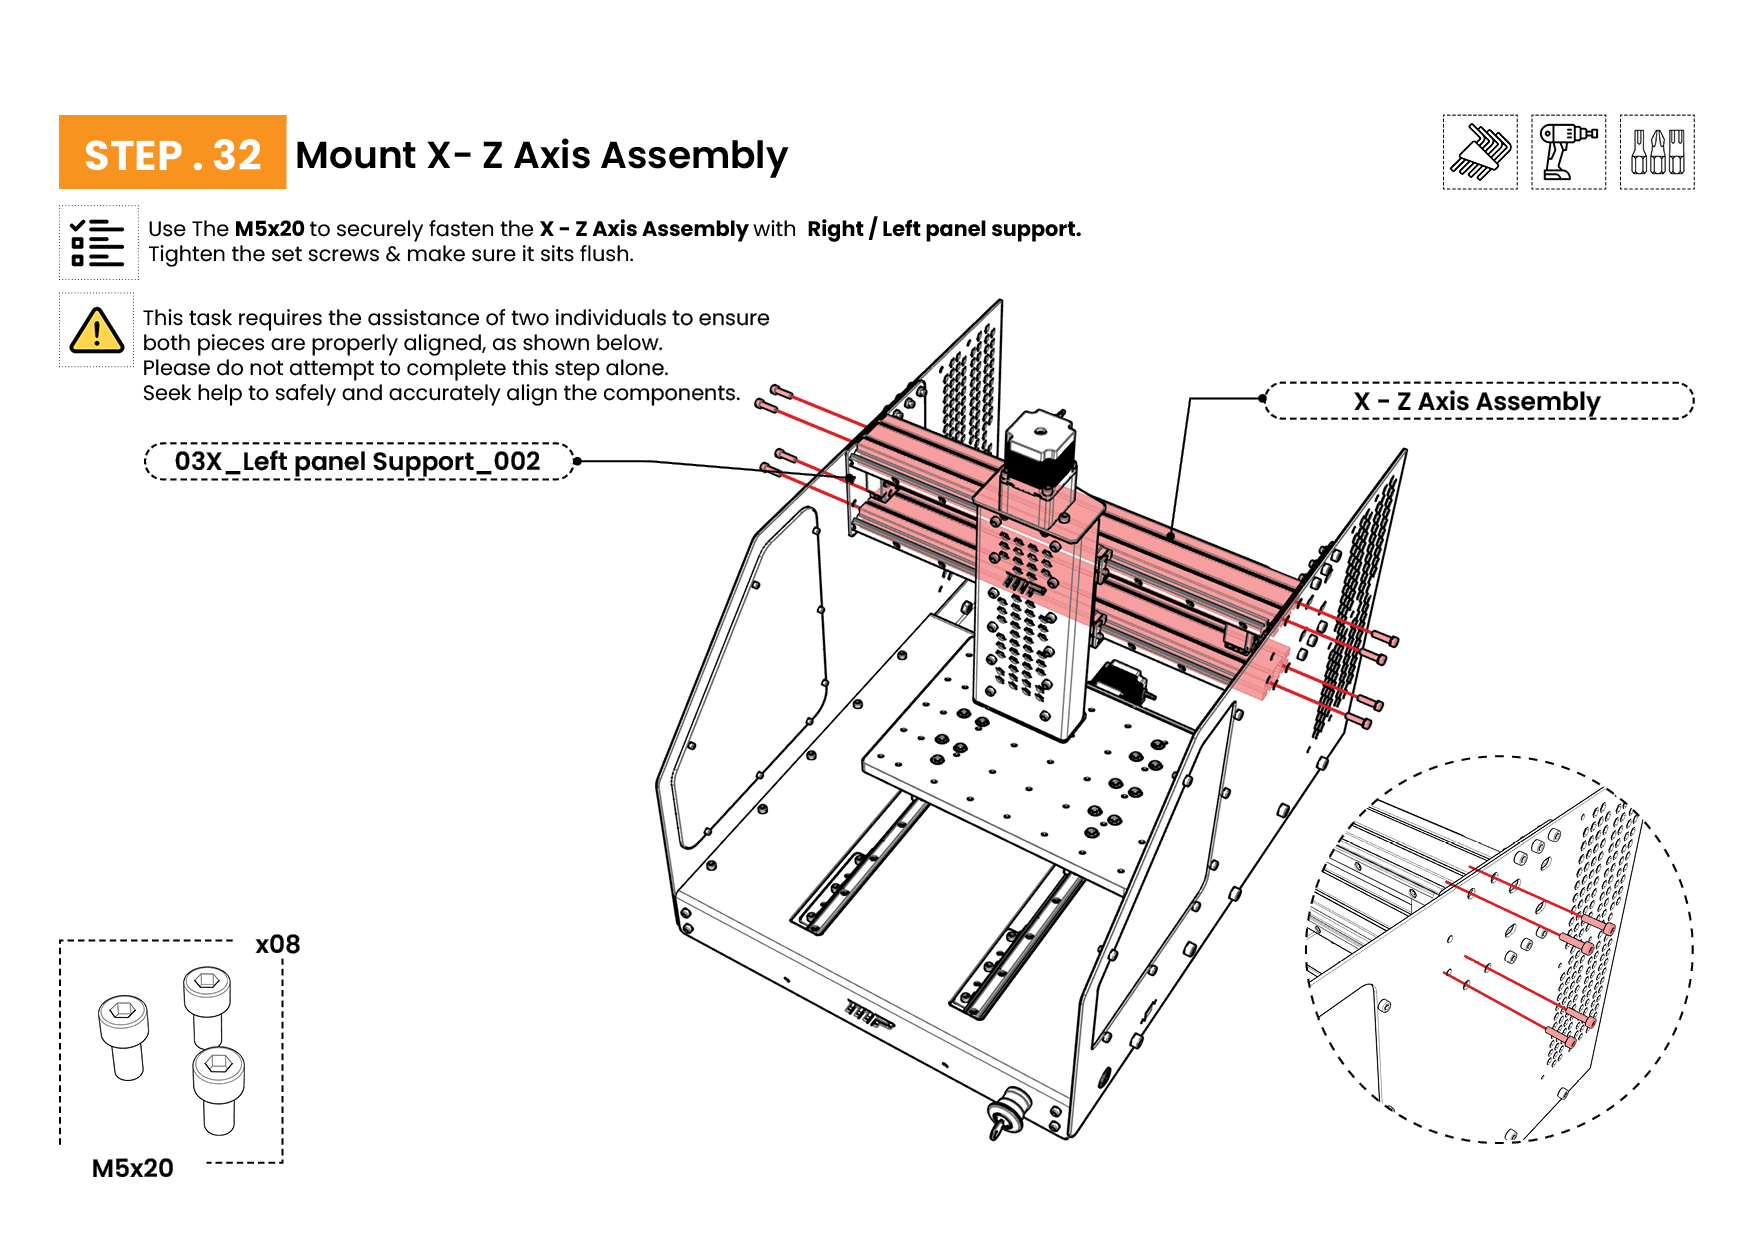 STEP . 32 Mount X- Z Axis Assembly
Use The M5x20 to securely fasten the X - Z Axis Assembly with Right / Left panel support.
Tighten the set screws & make sure it sits flush.
This task requires the assistance of two individuals to ensure
both pieces are properly aligned, as shown below.
Please do not attempt to complete this step alone.
Seek help to safely and accurately align the components.
X - Z Axis Assembly
03X_Left panel Support_002
x08
M5x20